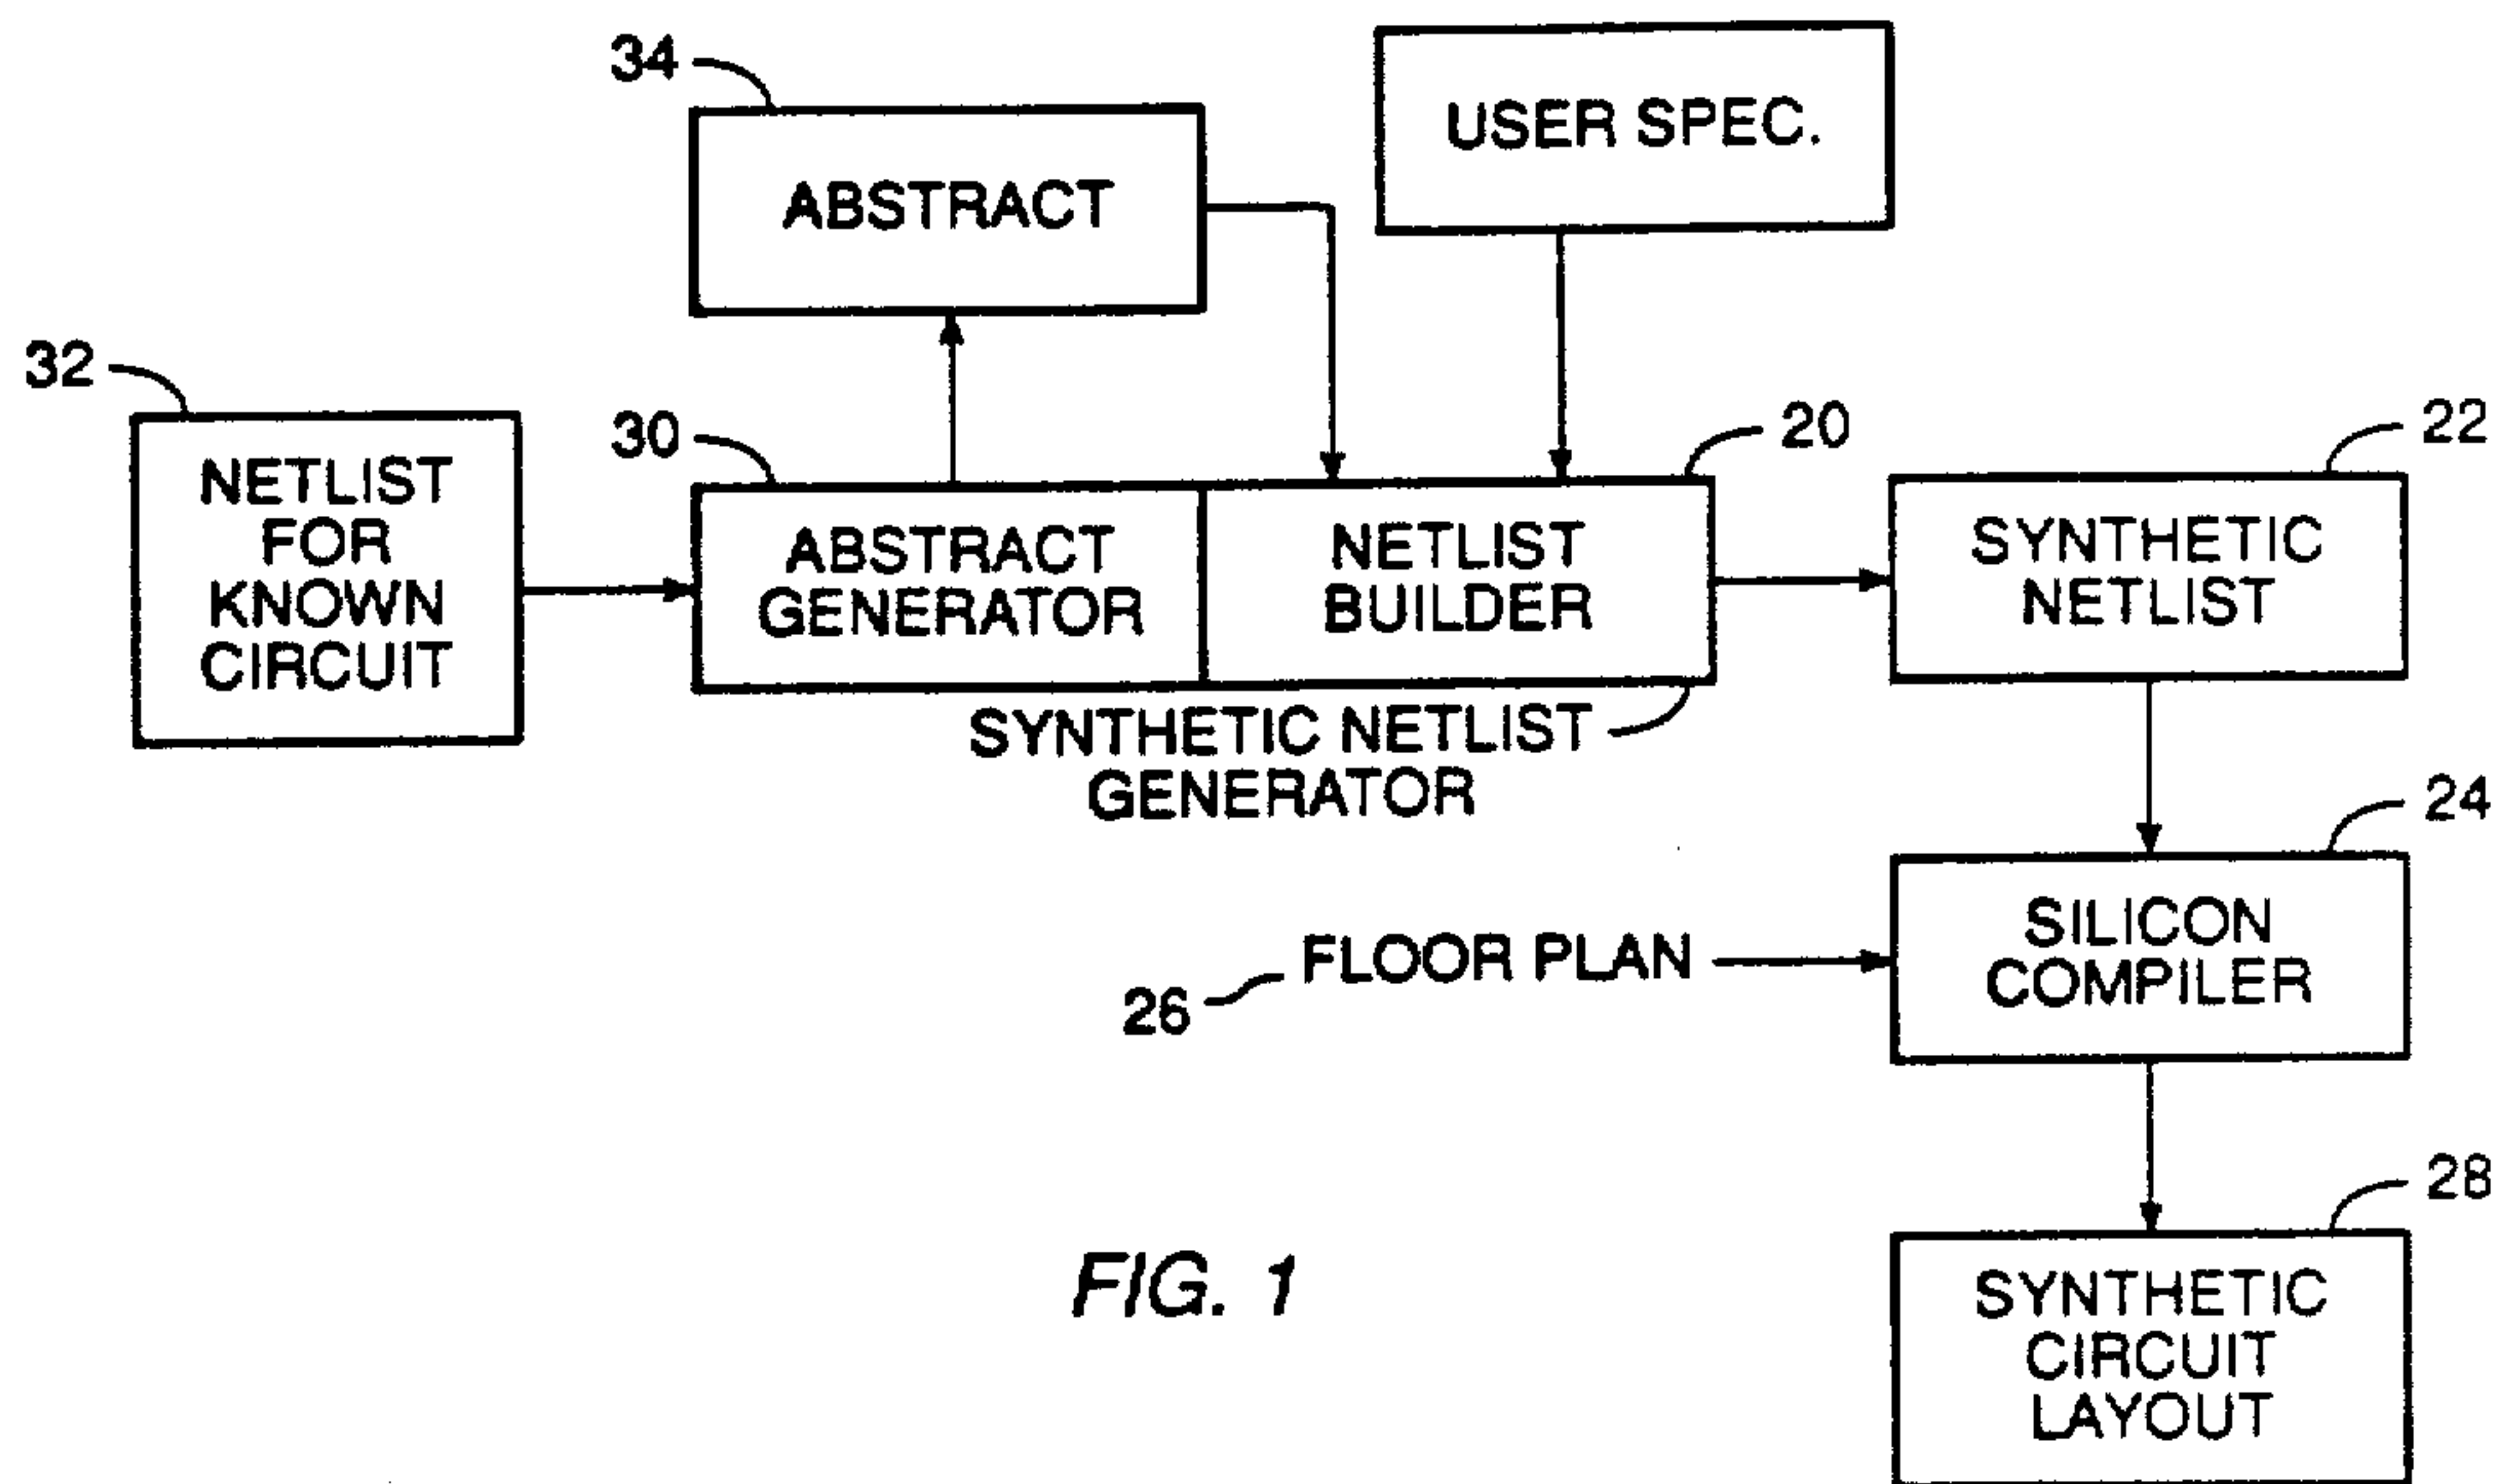 34
USER SPEC.
ABSTRACT
32
30
20
22
NETLIST
FOR
KNOWN
CIRCUIT
ABSTRACT
GENERATOR
NETLIST
BUILDER
SYNTHETIC
NETLIST
SYNTHETIC NETLIST
GENERATOR
24
SILICON
COMPILER
FLOOR PLAN
26
28
SYNTHETIC
CIRCUIT
LAYOUT
FIG. 1